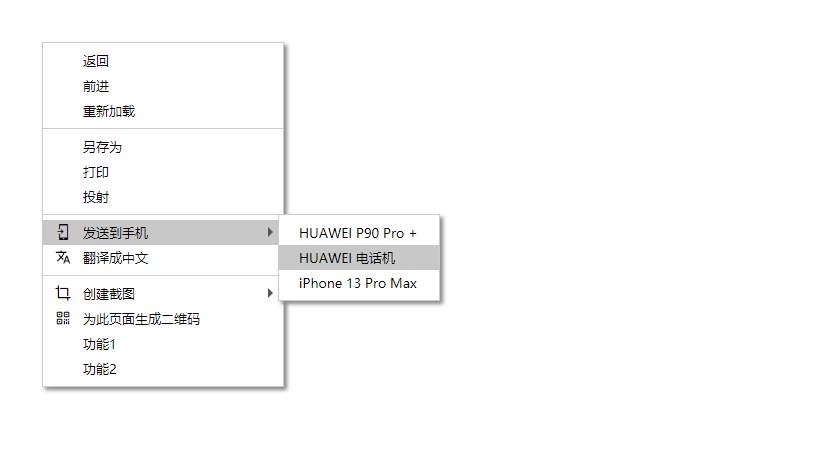 返回
前进
重新加载
另存为
打印
投射
发送到手机
翻译成中文
创建截图
为此页面生成二维码
功能1
功能2
HUAWEI P90 Pro +
HUAWEI 电话机
iPhone 13 Pro Max